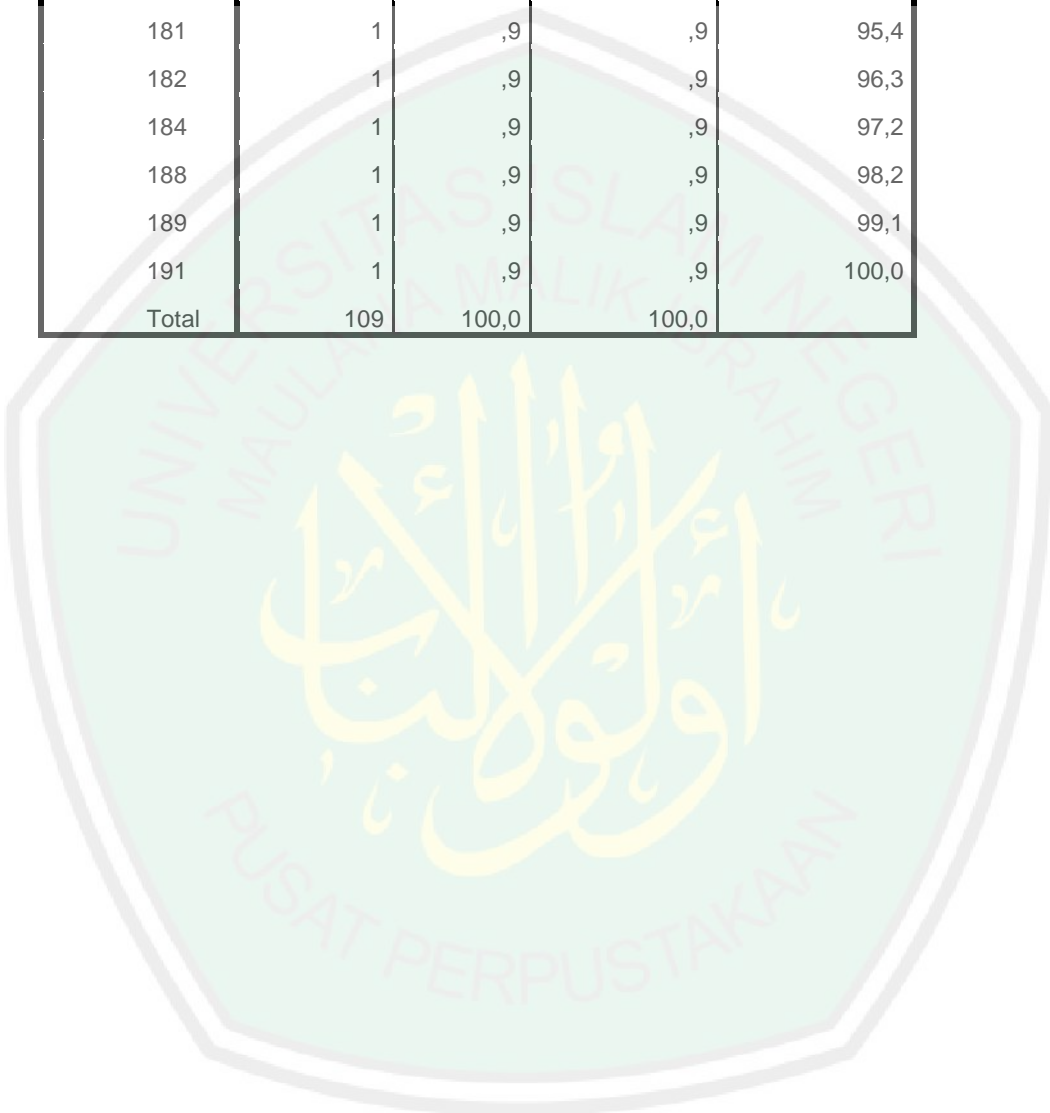 181 1 ,9 ,9 95,4
182 1 ,9 ,9 96,3
184 1 ,9 ,9 97,2
188 1 ,9 ,9 98,2
189 1 ,9 ,9 99,1
191 1 ,9 ,9 100,0
Total 109 100,0 100,0
UNIVERSITAS ISLAM NEGERI
MAULANA MALIK IBRAHIM
أولوا الألباب
PUSAT PERPUSTAKAAN